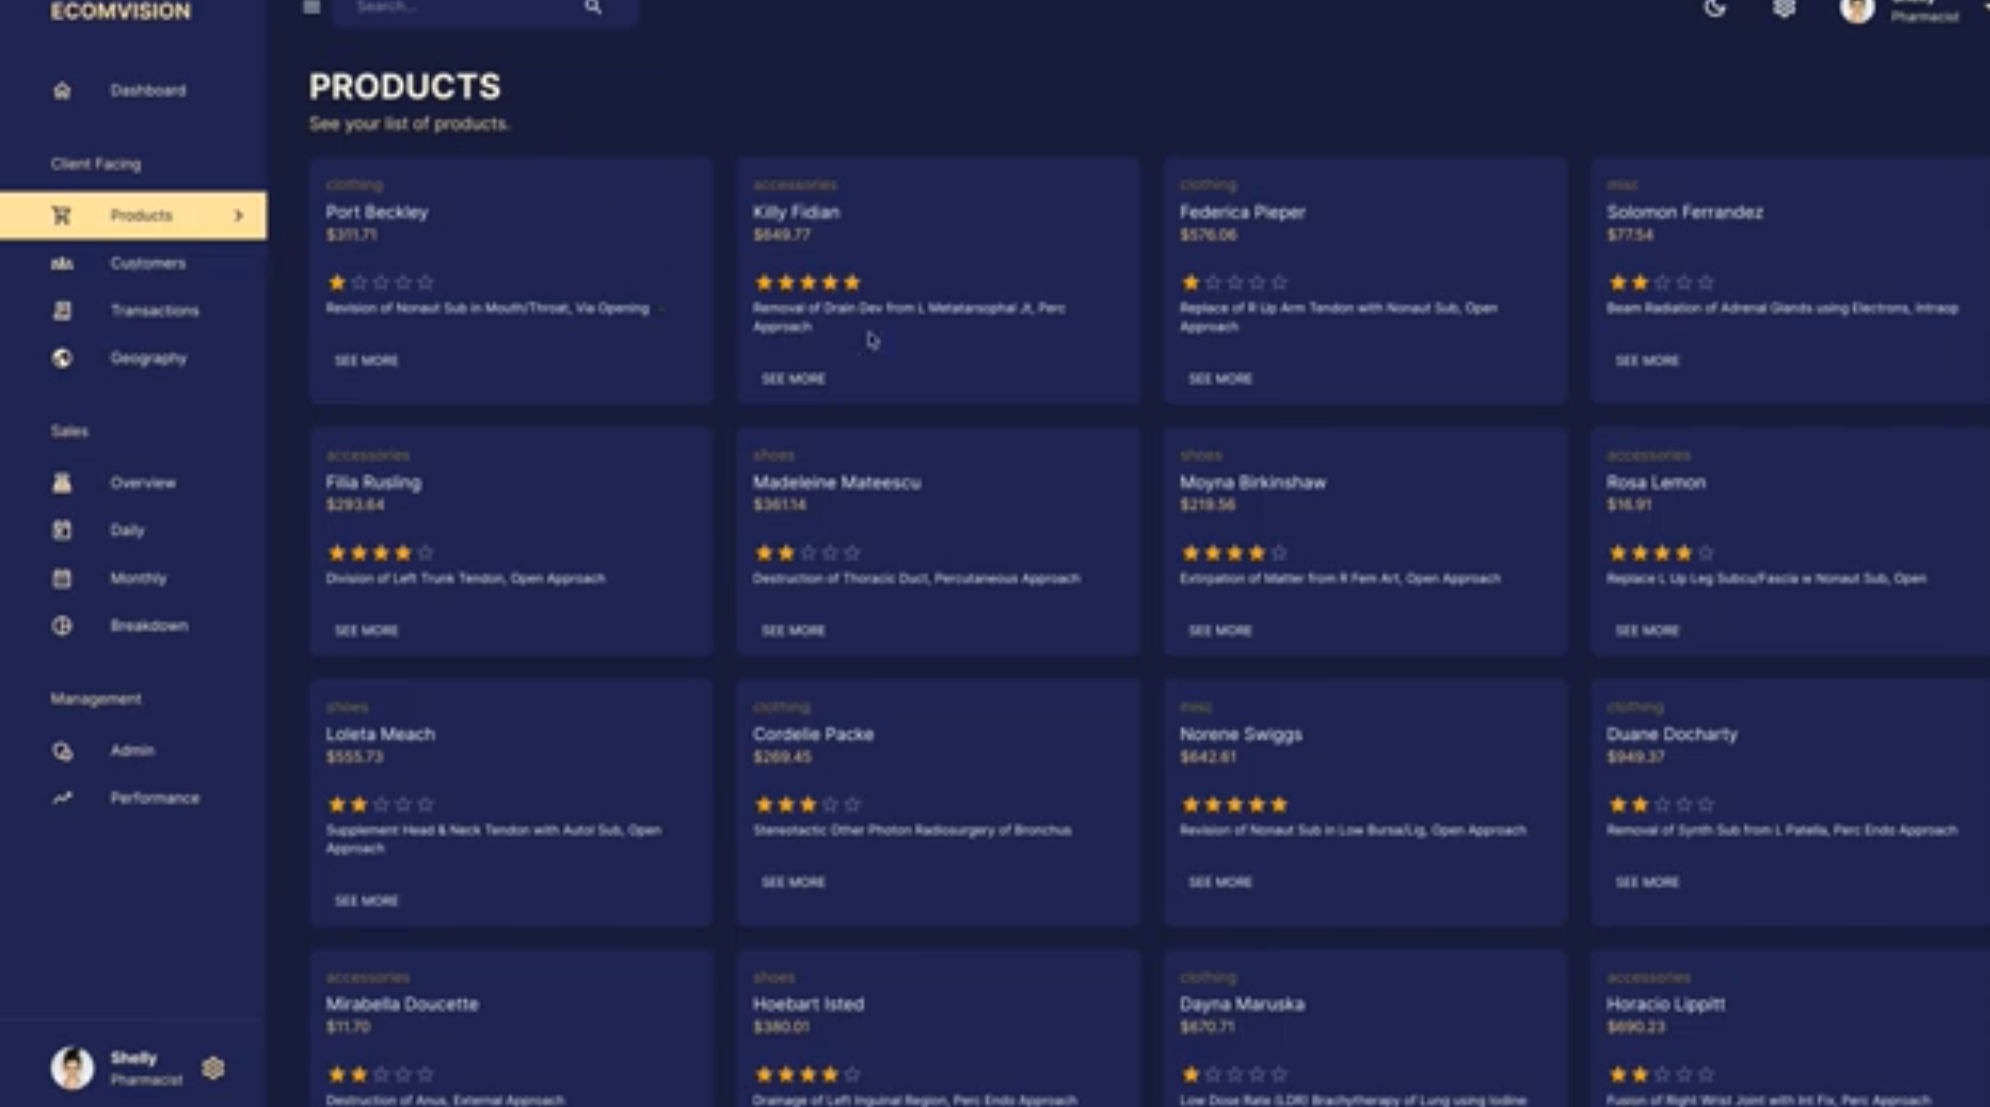 ECOMVISION
Search...
Pharmacist
Dashboard
Client Facing
Products
Customers
Transactions
Geography
Sales
Overview
Daily
Monthly
Breakdown
Management
Admin
Performance
Shelly
Pharmacist
PRODUCTS
See your list of products.
clothing
Port Beckley
$311.71
Revision of Nonaut Sub in Mouth/Throat, Via Opening
SEE MORE
accessories
Killy Fidian
$649.77
Removal of Drain Dev from L Metatarsophal Jt, Perc
Approach
SEE MORE
clothing
Federica Pieper
$576.06
Replace of R Up Arm Tendon with Nonaut Sub, Open
Approach
SEE MORE
misc
Solomon Ferrandez
$77.54
Beam Radiation of Adrenal Glands using Electrons, Intraop
SEE MORE
accessories
Filia Rusling
$293.64
Division of Left Trunk Tendon, Open Approach
SEE MORE
shoes
Madeleine Mateescu
$361.14
Destruction of Thoracic Duct, Percutaneous Approach
SEE MORE
shoes
Moyna Birkinshaw
$219.56
Extirpation of Matter from R Fem Art, Open Approach
SEE MORE
accessories
Rosa Lemon
$16.91
Replace L Up Leg Subcu/Fascia w Nonaut Sub, Open
SEE MORE
shoes
Loleta Meach
$555.73
Supplement Head & Neck Tendon with Autol Sub, Open
Approach
SEE MORE
clothing
Cordelie Packe
$269.45
Stereotactic Other Photon Radiosurgery of Bronchus
SEE MORE
misc
Norene Swiggs
$642.61
Revision of Nonaut Sub in Low Bursa/Lig, Open Approach
SEE MORE
clothing
Duane Docharty
$949.37
Removal of Synth Sub from L Patella, Perc Endo Approach
SEE MORE
accessories
Mirabella Doucette
$11.70
Destruction of Anus, External Approach
shoes
Hoebart Isted
$380.01
Drainage of Left Inguinal Region, Perc Endo Approach
clothing
Dayna Maruska
$670.71
Low Dose Rate (LDR) Brachytherapy of Lung using Iodine
accessories
Horacio Lippitt
$690.23
Fusion of Right Wrist Joint with Int Fix, Perc Approach